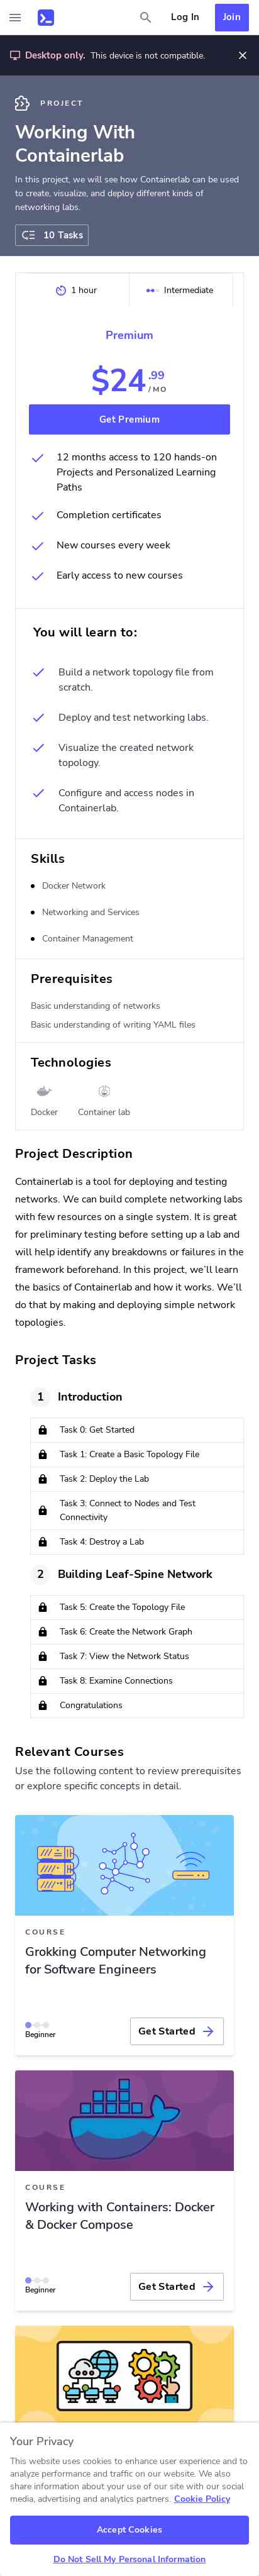 Log In
Join
Desktop only. This device is not compatible.
PROJECT
Working With
Containerlab
In this project, we will see how Containerlab can be used
to create, visualize, and deploy different kinds of
networking labs.
10 Tasks
1 hour
Intermediate
Premium
$24.99
/MO
Get Premium
12 months access to 120 hands-on
Projects and Personalized Learning
Paths
Completion certificates
New courses every week
Early access to new courses
You will learn to:
Build a network topology file from
scratch.
Deploy and test networking labs.
Visualize the created network
topology.
Configure and access nodes in
Containerlab.
Skills
Docker Network
Networking and Services
Container Management
Prerequisites
Basic understanding of networks
Basic understanding of writing YAML files
Technologies
Docker
Container lab
Project Description
Containerlab is a tool for deploying and testing
networks. We can build complete networking labs
with few resources on a single system. It is great
for preliminary testing before setting up a lab and
will help identify any breakdowns or failures in the
framework beforehand. In this project, we’ll learn
the basics of Containerlab and how it works. We’ll
do that by making and deploying simple network
topologies.
Project Tasks
1 Introduction
Task 0: Get Started
Task 1: Create a Basic Topology File
Task 2: Deploy the Lab
Task 3: Connect to Nodes and Test
Connectivity
Task 4: Destroy a Lab
2 Building Leaf-Spine Network
Task 5: Create the Topology File
Task 6: Create the Network Graph
Task 7: View the Network Status
Task 8: Examine Connections
Congratulations
Relevant Courses
Use the following content to review prerequisites
or explore specific concepts in detail.
COURSE
Grokking Computer Networking
for Software Engineers
Beginner
Get Started
COURSE
Working with Containers: Docker
& Docker Compose
Beginner
Get Started
Your Privacy
This website uses cookies to enhance user experience and to
analyze performance and traffic on our website. We also
share information about your use of our site with our social
media, advertising and analytics partners. Cookie Policy
Accept Cookies
Do Not Sell My Personal Information